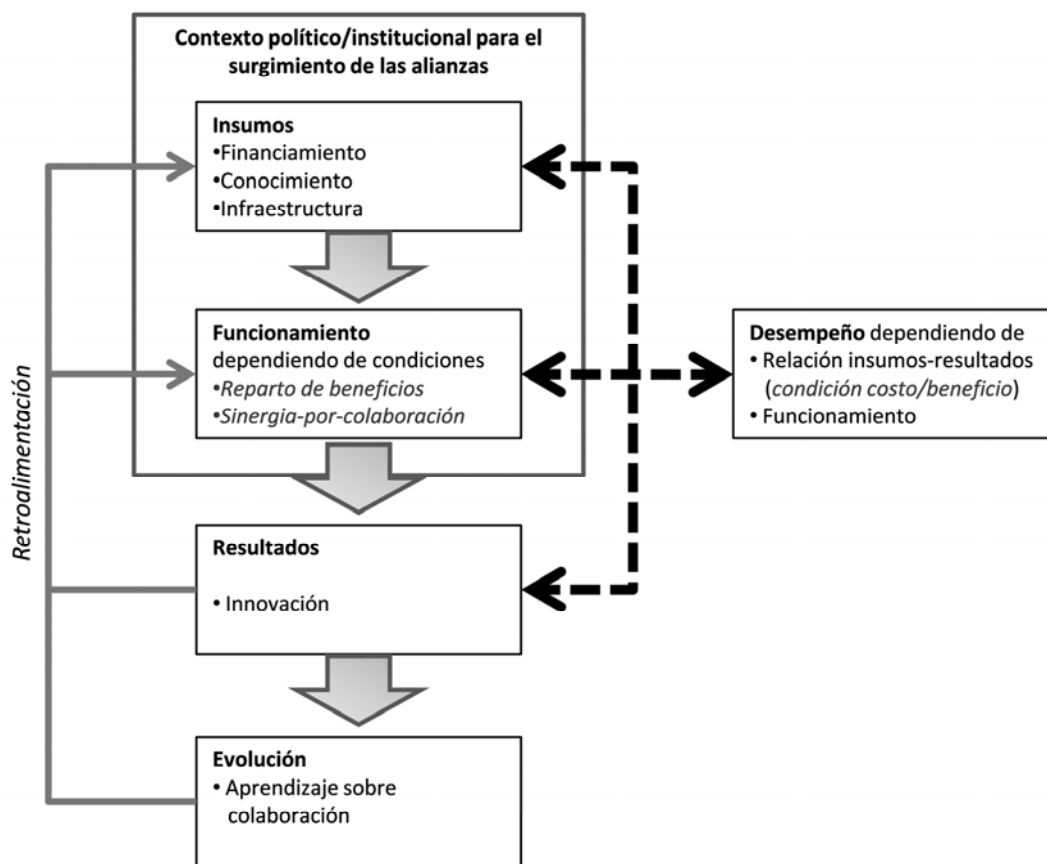 Contexto político/institucional para el
surgimiento de las alianzas
Insumos
•Financiamiento
•Conocimiento
•Infraestructura
Funcionamiento
dependiendo de condiciones
•Reparto de beneficios
•Sinergia-por-colaboración
Desempeño dependiendo de
• Relación insumos-resultados
(condición costo/beneficio)
• Funcionamiento
Retroalimentación
Resultados
• Innovación
Evolución
• Aprendizaje sobre
colaboración